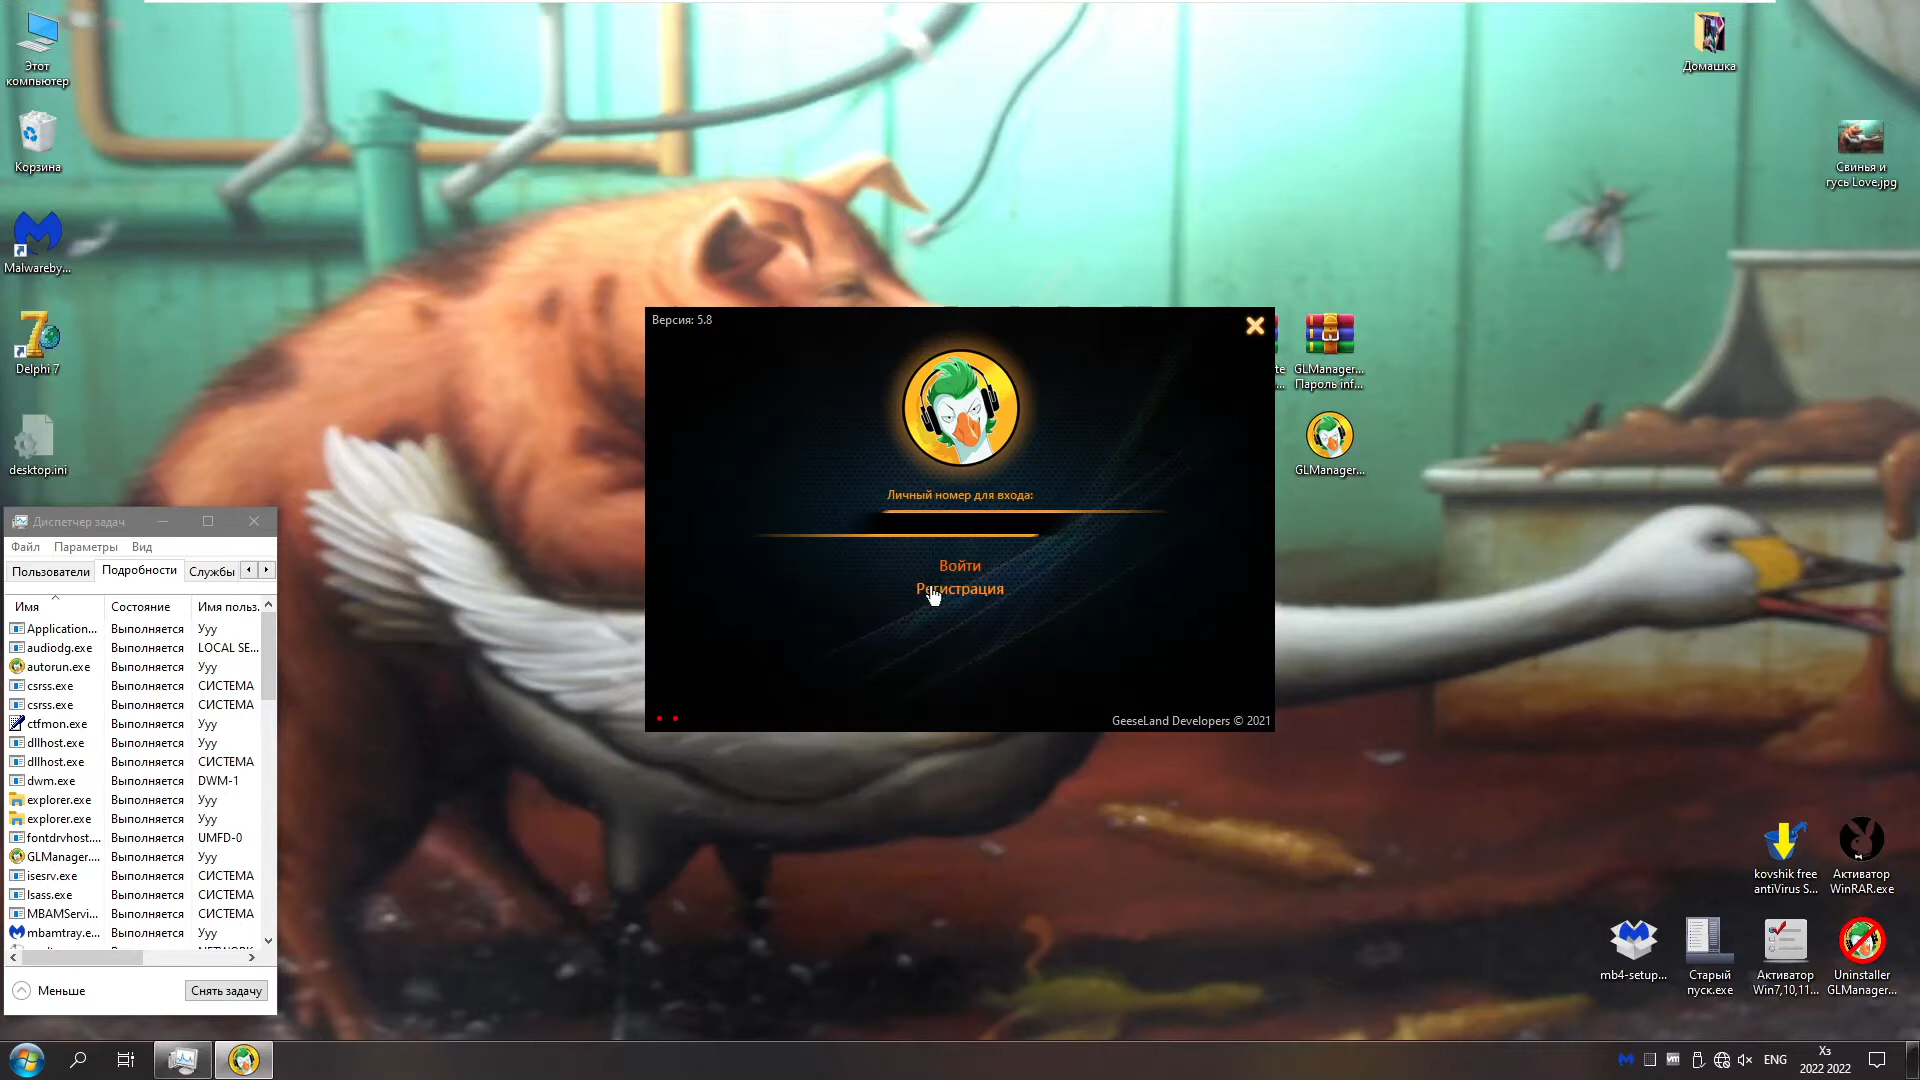 Этот
компьютер
Корзина
Malwareby...
Delphi 7
desktop.ini
Домашка
Свинья и
гусь Love.jpg
Версия: 5.8
Личный номер для входа:
Войти
Регистрация
GeeseLand Developers © 2021
te
...
GLManager...
Пароль inf...
GLManager...
Диспетчер задач
Файл Параметры Вид
Пользователи Подробности Службы
Имя Состояние Имя польз.
Application... Выполняется Ууу
audiodg.exe Выполняется LOCAL SE...
autorun.exe Выполняется Ууу
csrss.exe Выполняется СИСТЕМА
csrss.exe Выполняется СИСТЕМА
ctfmon.exe Выполняется Ууу
dllhost.exe Выполняется Ууу
dllhost.exe Выполняется СИСТЕМА
dwm.exe Выполняется DWM-1
explorer.exe Выполняется Ууу
explorer.exe Выполняется Ууу
fontdrvhost.... Выполняется UMFD-0
GLManager.... Выполняется Ууу
isesrv.exe Выполняется СИСТЕМА
lsass.exe Выполняется СИСТЕМА
MBAMServi... Выполняется СИСТЕМА
mbamtray.e... Выполняется Ууу
Меньше
Снять задачу
kovshik free
antiVirus S...
Активатор
WinRAR.exe
mb4-setup...
Старый
пуск.exe
Активатор
Win7,10,11...
Uninstaller
GLManager...
ENG
Хз
2022 2022